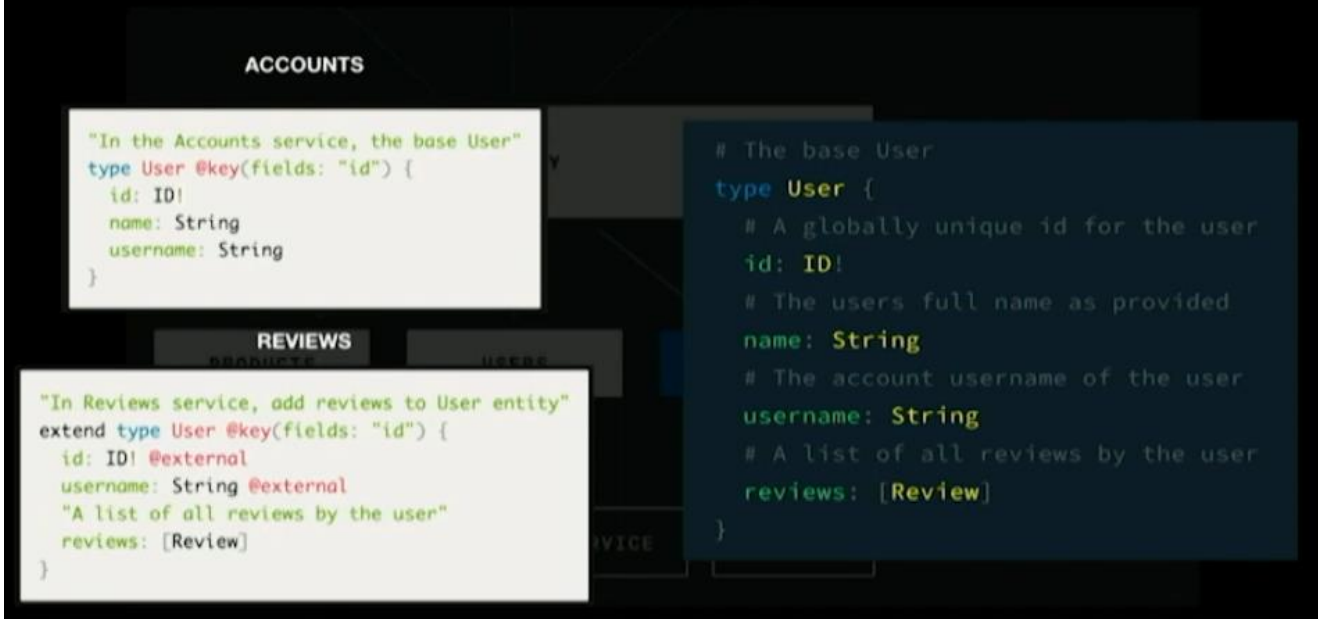 ACCOUNTS
"In the Accounts service, the base User"
type User @key(fields: "id") {
id: ID!
name: String
username: String
}
REVIEWS
PRODUCTS
USERS
"In Reviews service, add reviews to User entity"
extend type User @key(fields: "id") {
id: ID! @external
username: String @external
"A list of all reviews by the user"
reviews: [Review]
}
# The base User
type User {
# A globally unique id for the user
id: ID!
# The users full name as provided
name: String
# The account username of the user
username: String
# A list of all reviews by the user
reviews: [Review]
}